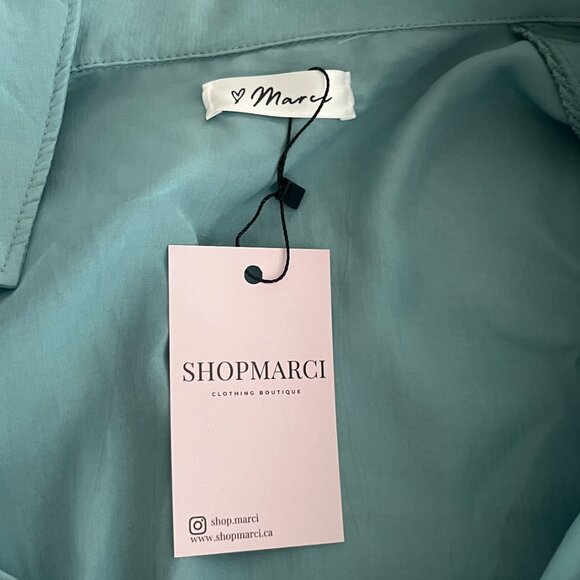 ♡ Marci
SHOPMARCI
CLOTHING BOUTIQUE
shop.marci
www.shopmarci.ca